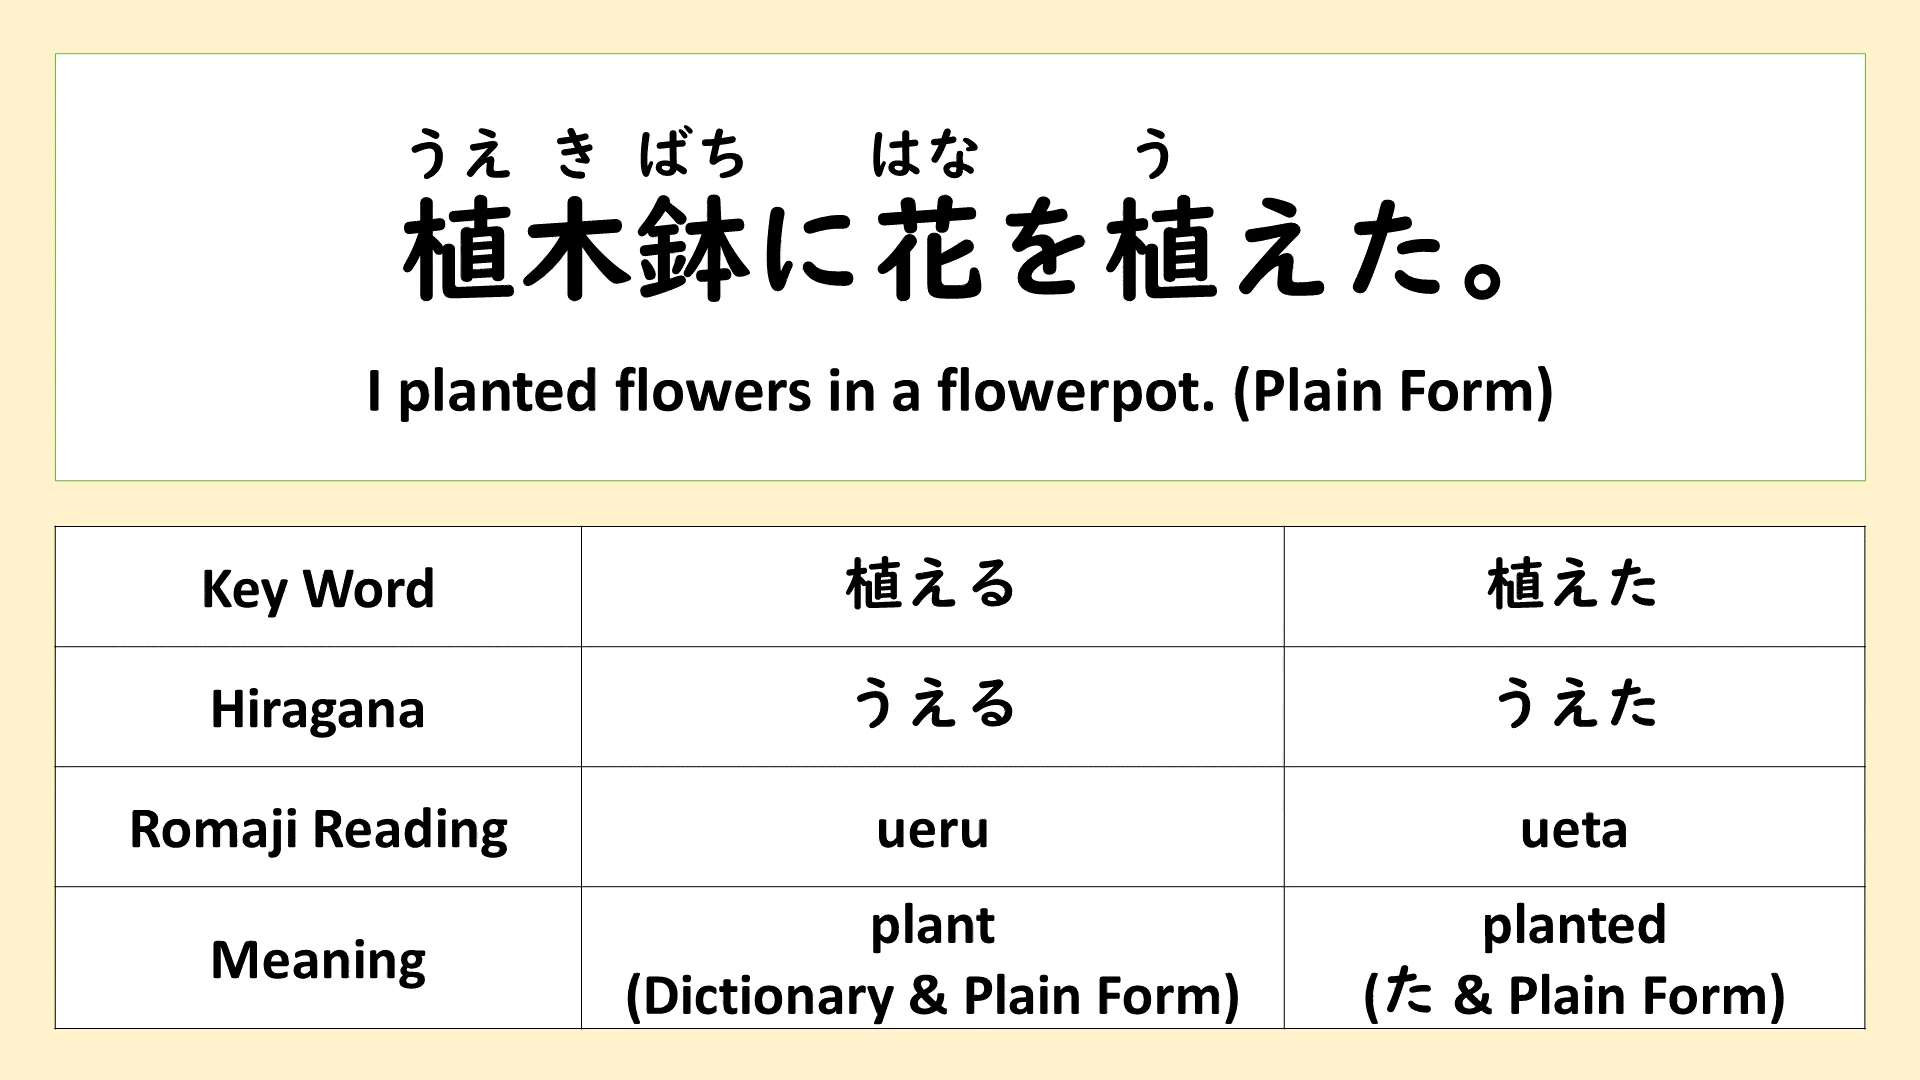 うえ き ばち はな う
植木鉢に花を植えた。
I planted flowers in a flowerpot. (Plain Form)
Key Word 植える 植えた
Hiragana うえる うえた
Romaji Reading ueru ueta
Meaning plant (Dictionary & Plain Form) planted (た & Plain Form)